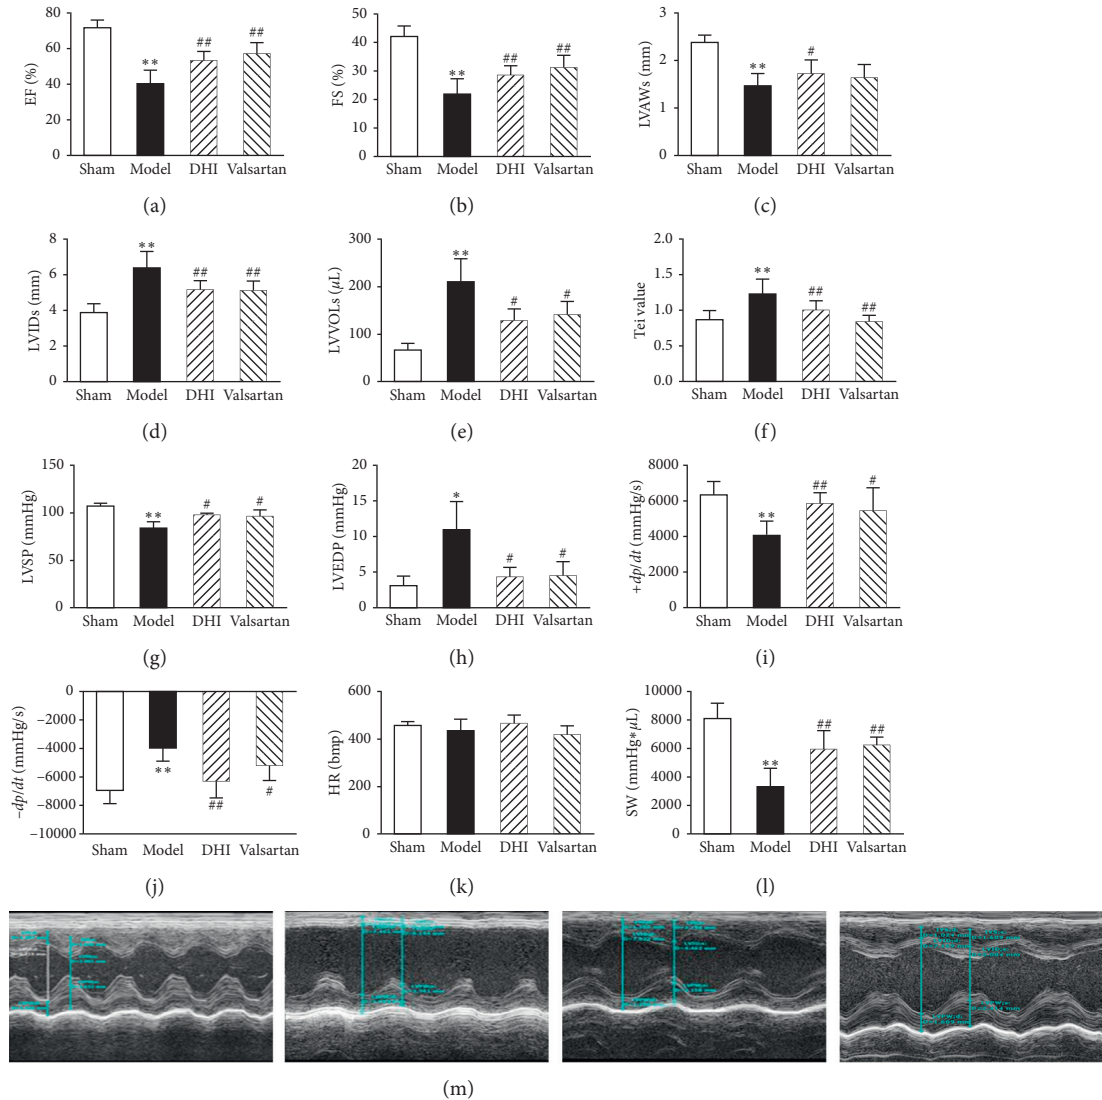 EF (%)
80
60
40
20
0
**
##
##
Sham Model DHI Valsartan
(a)
FS (%)
50
40
30
20
10
0
**
##
##
Sham Model DHI Valsartan
(b)
LVAWs (mm)
3
2
1
0
**
#
Sham Model DHI Valsartan
(c)
LVIDs (mm)
8
6
4
2
0
**
##
##
Sham Model DHI Valsartan
(d)
LVVOLs (μL)
300
200
100
0
**
#
#
Sham Model DHI Valsartan
(e)
Tei value
2.0
1.5
1.0
0.5
0.0
**
##
##
Sham Model DHI Valsartan
(f)
LVSP (mmHg)
150
100
50
0
**
#
#
Sham Model DHI Valsartan
(g)
LVEDP (mmHg)
20
15
10
5
0
*
#
#
Sham Model DHI Valsartan
(h)
+dp/dt (mmHg/s)
8000
6000
4000
2000
0
**
##
#
Sham Model DHI Valsartan
(i)
−dp/dt (mmHg/s)
0
−2000
−4000
−6000
−8000
−10000
**
##
#
Sham Model DHI Valsartan
(j)
HR (bmp)
600
400
200
0
Sham Model DHI Valsartan
(k)
SW (mmHg*μL)
10000
8000
6000
4000
2000
0
**
##
##
Sham Model DHI Valsartan
(l)
(m)